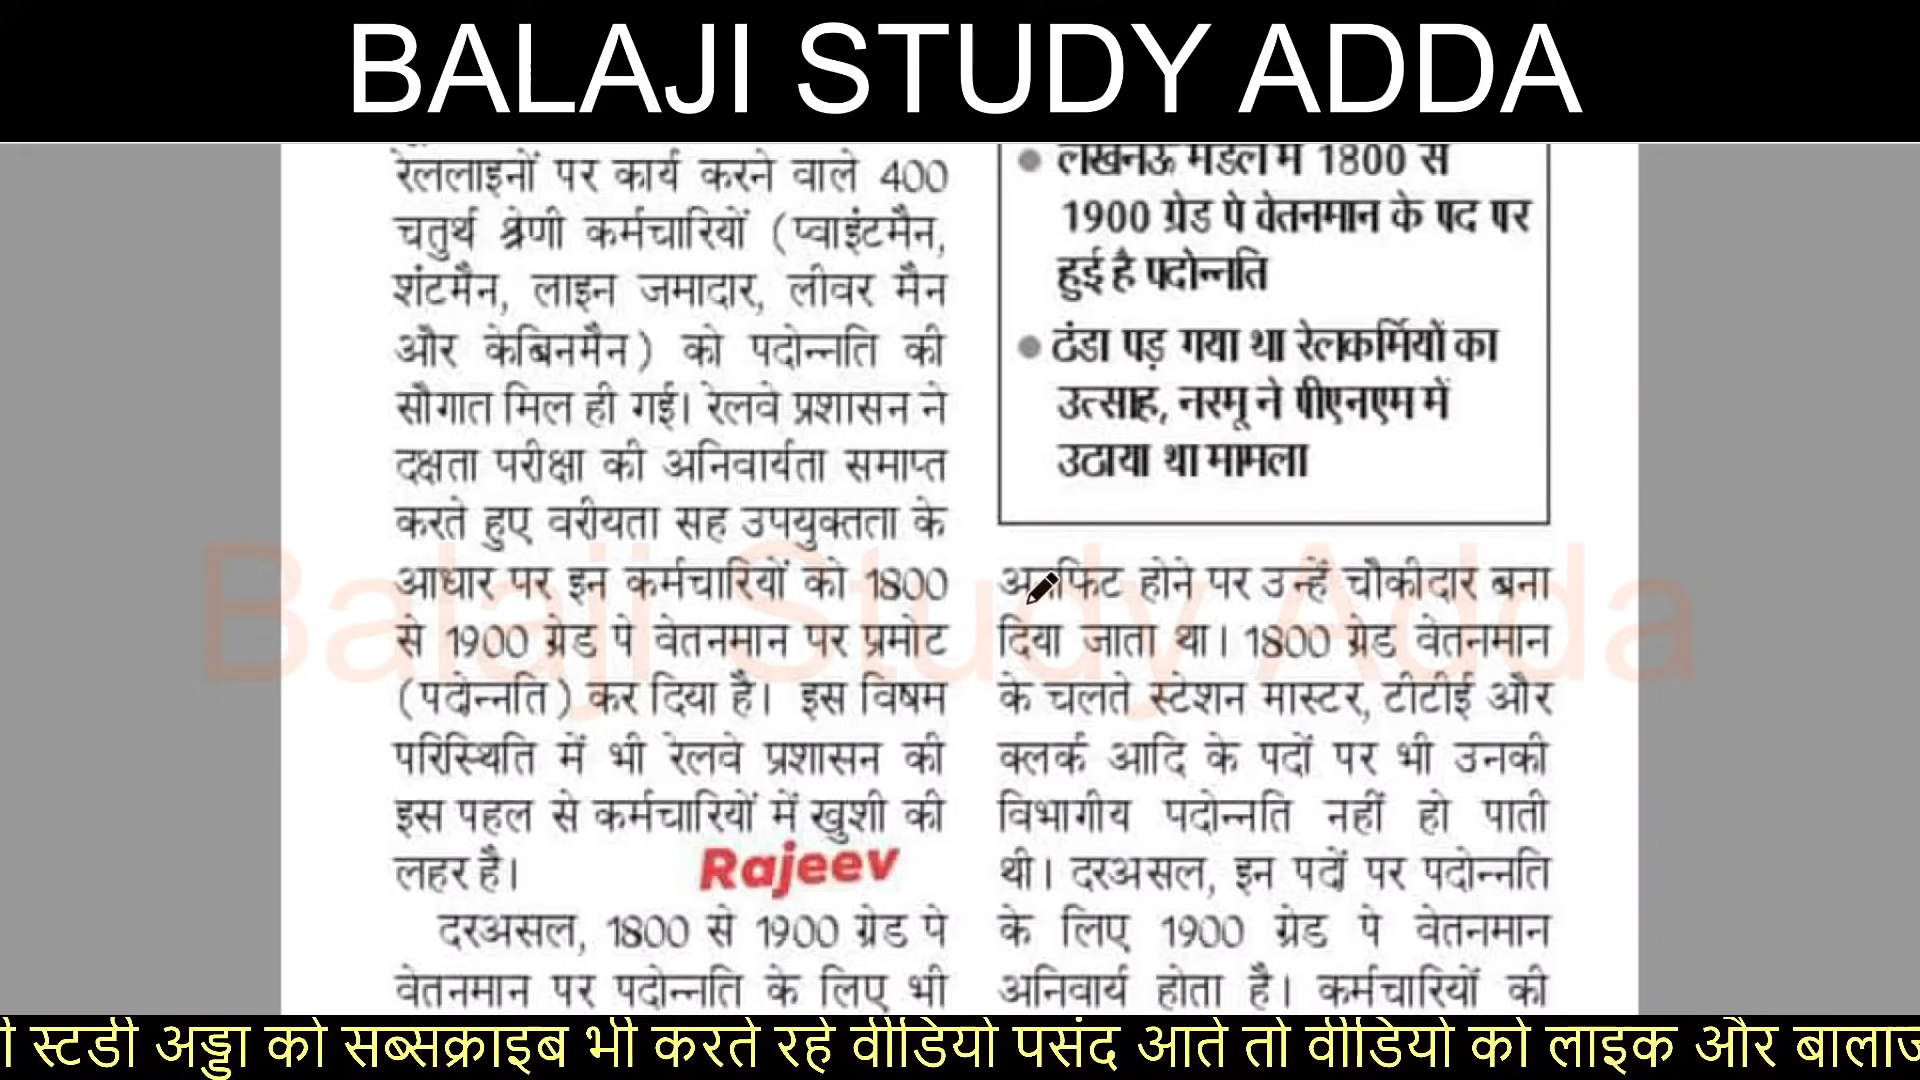 BALAJI STUDY ADDA
रेललाइनों पर कार्य करने वाले 400
चतुर्थ श्रेणी कर्मचारियों (प्वाइंटमैन,
शंटमैन, लाइन जमादार, लीवर मैन
और केबिनमैन) को पदोन्नति की
सौगात मिल ही गई। रेलवे प्रशासन ने
दक्षता परीक्षा की अनिवार्यता समाप्त
करते हुए वरीयता सह उपयुक्तता के
आधार पर इन कर्मचारियों को 1800
से 1900 ग्रेड पे वेतनमान पर प्रमोट
(पदोन्नति) कर दिया है। इस विषम
परिस्थिति में भी रेलवे प्रशासन की
इस पहल से कर्मचारियों में खुशी की
लहर है।
Rajeev
दरअसल, 1800 से 1900 ग्रेड पे
वेतनमान पर पदोन्नति के लिए भी
● लखनऊ मंडल में 1800 से
1900 ग्रेड पे वेतनमान के पद पर
हुई है पदोन्नति
● ठंडा पड़ गया था रेलकर्मियों का
उत्साह, नरमू ने पीएनएम में
उठाया था मामला
अनफिट होने पर उन्हें चौकीदार बना
दिया जाता था। 1800 ग्रेड वेतनमान
के चलते स्टेशन मास्टर, टीटीई और
क्लर्क आदि के पदों पर भी उनकी
विभागीय पदोन्नति नहीं हो पाती
थी। दरअसल, इन पदों पर पदोन्नति
के लिए 1900 ग्रेड पे वेतनमान
अनिवार्य होता है। कर्मचारियों की
Balaji Study Adda
स्टडी अड्डा को सब्सक्राइब भी करते रहे वीडियो पसंद आते तो वीडियो को लाइक और